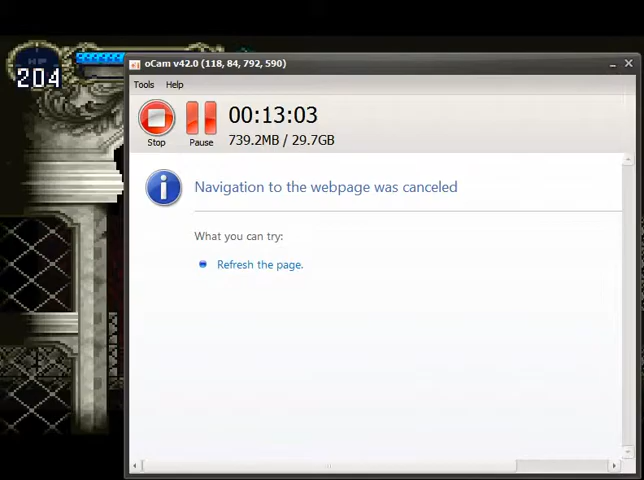 HP
204
oCam v42.0 (118, 84, 792, 590)
Tools Help
00:13:03
739.2MB / 29.7GB
Stop Pause
Navigation to the webpage was canceled
What you can try:
Refresh the page.